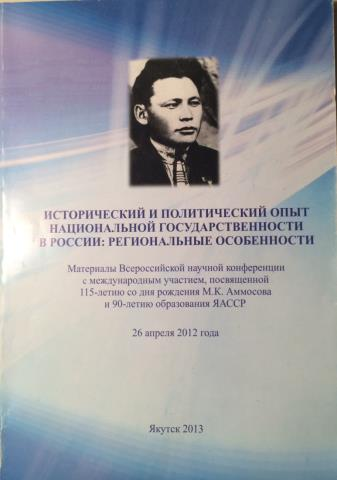 ИСТОРИЧЕСКИЙ И ПОЛИТИЧЕСКИЙ ОПЫТ
НАЦИОНАЛЬНОЙ ГОСУДАРСТВЕННОСТИ
В РОССИИ: РЕГИОНАЛЬНЫЕ ОСОБЕННОСТИ
Материалы Всероссийской научной конференции
с международным участием, посвященной
115-летию со дня рождения М.К. Аммосова
и 90-летию образования ЯАССР
26 апреля 2012 года
Якутск 2013